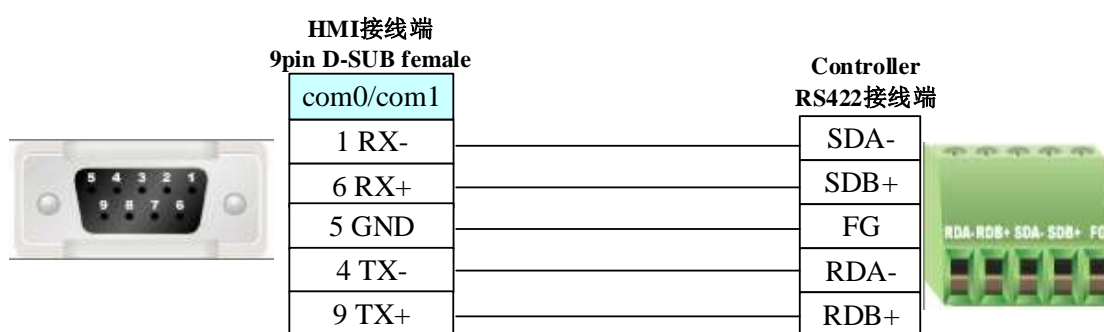 HMI接线端
9pin D-SUB female
com0/com1
1 RX-
6 RX+
5 GND
4 TX-
9 TX+
Controller
RS422接线端
SDA-
SDB+
FG
RDA-
RDB+
5 4 3 2 1
9 8 7 6
RDA- RDB+ SDA- SDB+ FG